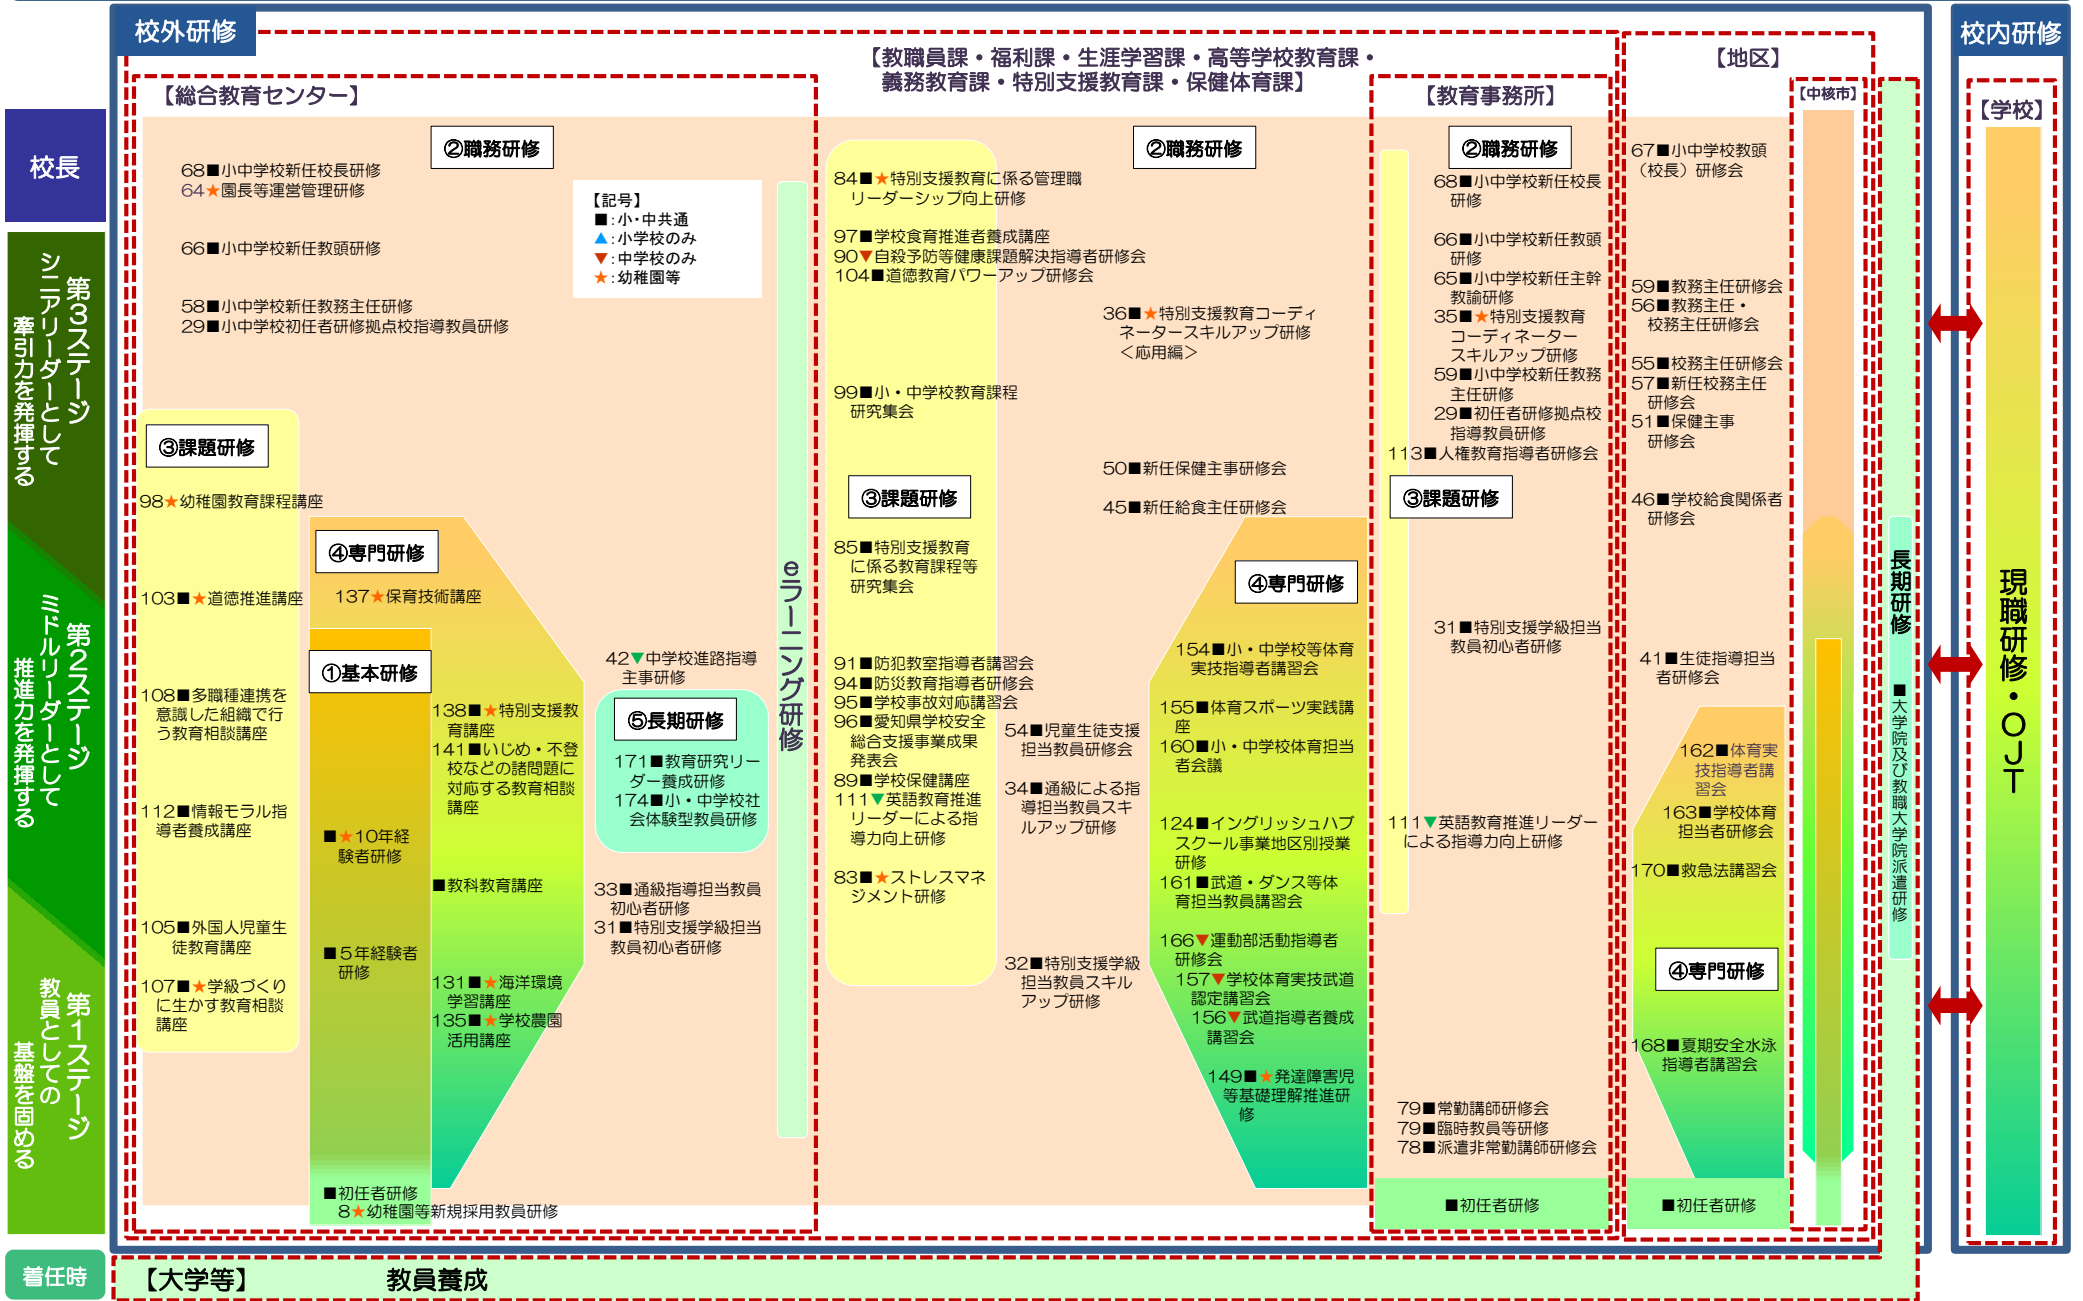 校外研修
校内研修
【教職員課・福利課・生涯学習課・高等学校教育課・
義務教育課・特別支援教育課・保健体育課】
【総合教育センター】
【教育事務所】
【地区】
【中核市】
【学校】
校長
第3ステージ
シニアリーダーとして
牽引力を発揮する
第2ステージ
ミドルリーダーとして
推進力を発揮する
第1ステージ
教員としての
基盤を固める
着任時
②職務研修
68■小中学校新任校長研修
64★園長等運営管理研修
66■小中学校新任教頭研修
58■小中学校新任教務主任研修
29■小中学校初任者研修拠点校指導教員研修
【記号】
■:小・中共通
▲:小学校のみ
▼:中学校のみ
★:幼稚園等
③課題研修
98★幼稚園教育課程講座
103■★道徳推進講座
108■多職種連携を
意識した組織で行
う教育相談講座
112■情報モラル指
導者養成講座
105■外国人児童生
徒教育講座
107■★学級づくり
に生かす教育相談
講座
④専門研修
137★保育技術講座
①基本研修
■★10年経
験者研修
■５年経験者
研修
■初任者研修
8★幼稚園等新規採用教員研修
138■★特別支援教
育講座
141■いじめ・不登
校などの諸問題に
対応する教育相談
講座
■教科教育講座
131■★海洋環境
学習講座
135■★学校農園
活用講座
42▼中学校進路指導
主事研修
⑤長期研修
171■教育研究リー
ダー養成研修
174■小・中学校社
会体験型教員研修
33■通級指導担当教員
初心者研修
31■特別支援学級担当
教員初心者研修
eラーニング研修
84■★特別支援教育に係る管理職
リーダーシップ向上研修
97■学校食育推進者養成講座
90▼自殺予防等健康課題解決指導者研修会
104■道徳教育パワーアップ研修会
99■小・中学校教育課程
研究集会
③課題研修
85■特別支援教育
に係る教育課程等
研究集会
91■防犯教室指導者講習会
94■防災教育指導者研修会
95■学校事故対応講習会
96■愛知県学校安全
総合支援事業成果
発表会
89■学校保健講座
111▼英語教育推進
リーダーによる指
導力向上研修
83■★ストレスマネ
ジメント研修
②職務研修
36■★特別支援教育コーディ
ネータースキルアップ研修
＜応用編＞
50■新任保健主事研修会
45■新任給食主任研修会
54■児童生徒支援
担当教員研修会
34■通級による指
導担当教員スキ
ルアップ研修
32■特別支援学級
担当教員スキル
アップ研修
④専門研修
154■小・中学校等体育
実技指導者講習会
155■体育スポーツ実践講
座
160■小・中学校体育担当
者会議
124■イングリッシュハブ
スクール事業地区別授業
研修
161■武道・ダンス等体
育担当教員講習会
166▼運動部活動指導者
研修会
157▼学校体育実技武道
認定講習会
156▼武道指導者養成
講習会
149■★発達障害児
等基礎理解推進研
修
②職務研修
68■小中学校新任校長
研修
66■小中学校新任教頭
研修
65■小中学校新任主幹
教諭研修
35■★特別支援教育
コーディネーター
スキルアップ研修
59■小中学校新任教務
主任研修
29■初任者研修拠点校
指導教員研修
113■人権教育指導者研修会
③課題研修
31■特別支援学級担当
教員初心者研修
111▼英語教育推進リーダー
による指導力向上研修
79■常勤講師研修会
79■臨時教員等研修
78■派遣非常勤講師研修会
■初任者研修
67■小中学校教頭
（校長）研修会
59■教務主任研修会
56■教務主任・
校務主任研修会
55■校務主任研修会
57■新任校務主任
研修会
51■保健主事
研修会
46■学校給食関係者
研修会
41■生徒指導担当
者研修会
162■体育実
技指導者講
習会
163■学校体育
担当者研修会
170■救急法講習会
④専門研修
168■夏期安全水泳
指導者講習会
■初任者研修
長期研修
■大学院及び教職大学院派遣研修
現職研修・OJT
【大学等】
教員養成